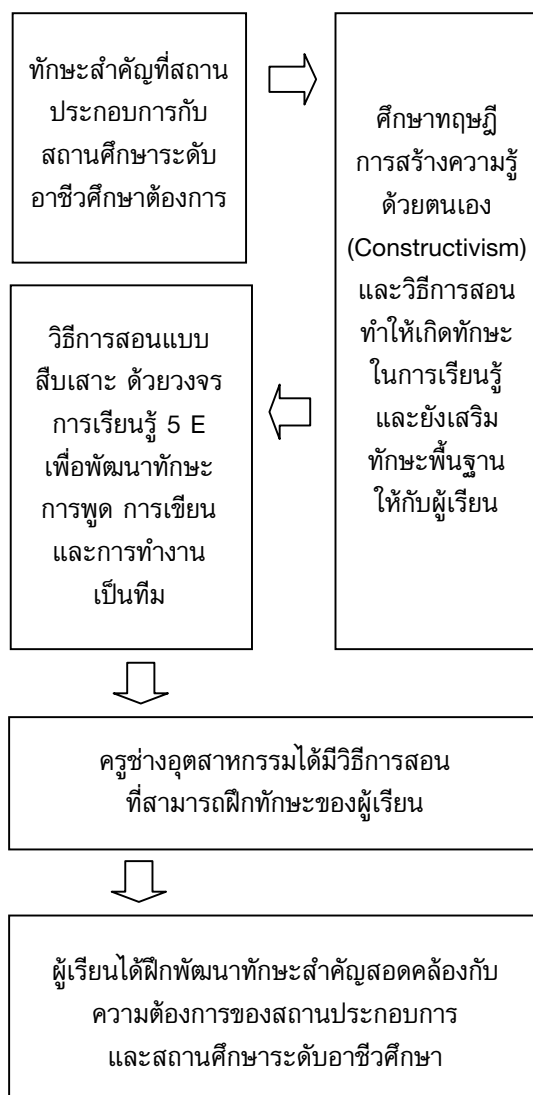 ทักษะสำคัญที่สถาน
ประกอบการกับ
สถานศึกษาระดับ
อาชีวศึกษาต้องการ
ศึกษาทฤษฎี
การสร้างความรู้
ด้วยตนเอง
(Constructivism)
และวิธีการสอน
ทำให้เกิดทักษะ
ในการเรียนรู้
และยังเสริม
ทักษะพื้นฐาน
ให้กับผู้เรียน
วิธีการสอนแบบ
สืบเสาะ ด้วยวงจร
การเรียนรู้ 5 E
เพื่อพัฒนาทักษะ
การพูด การเขียน
และการทำงาน
เป็นทีม
ครูช่างอุตสาหกรรมได้มีวิธีการสอน
ที่สามารถฝึกทักษะของผู้เรียน
ผู้เรียนได้ฝึกพัฒนาทักษะสำคัญสอดคล้องกับ
ความต้องการของสถานประกอบการ
และสถานศึกษาระดับอาชีวศึกษา